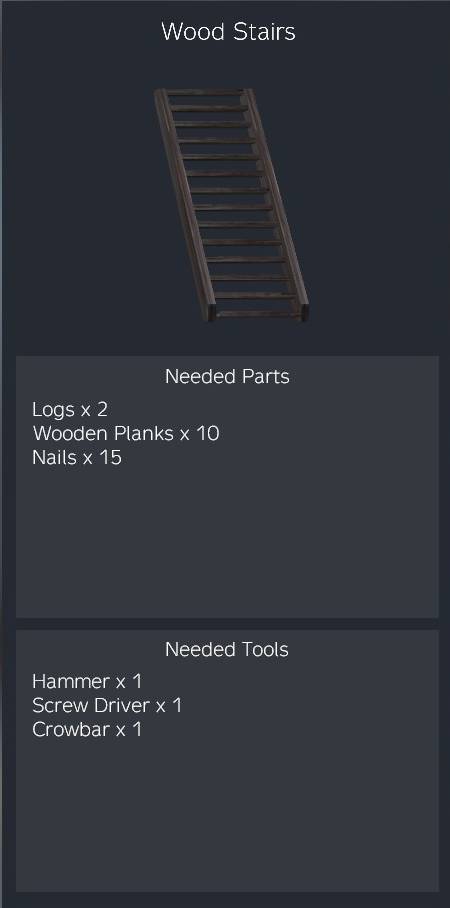 Wood Stairs
Needed Parts
Logs x 2
Wooden Planks x 10
Nails x 15
Needed Tools
Hammer x 1
Screw Driver x 1
Crowbar x 1